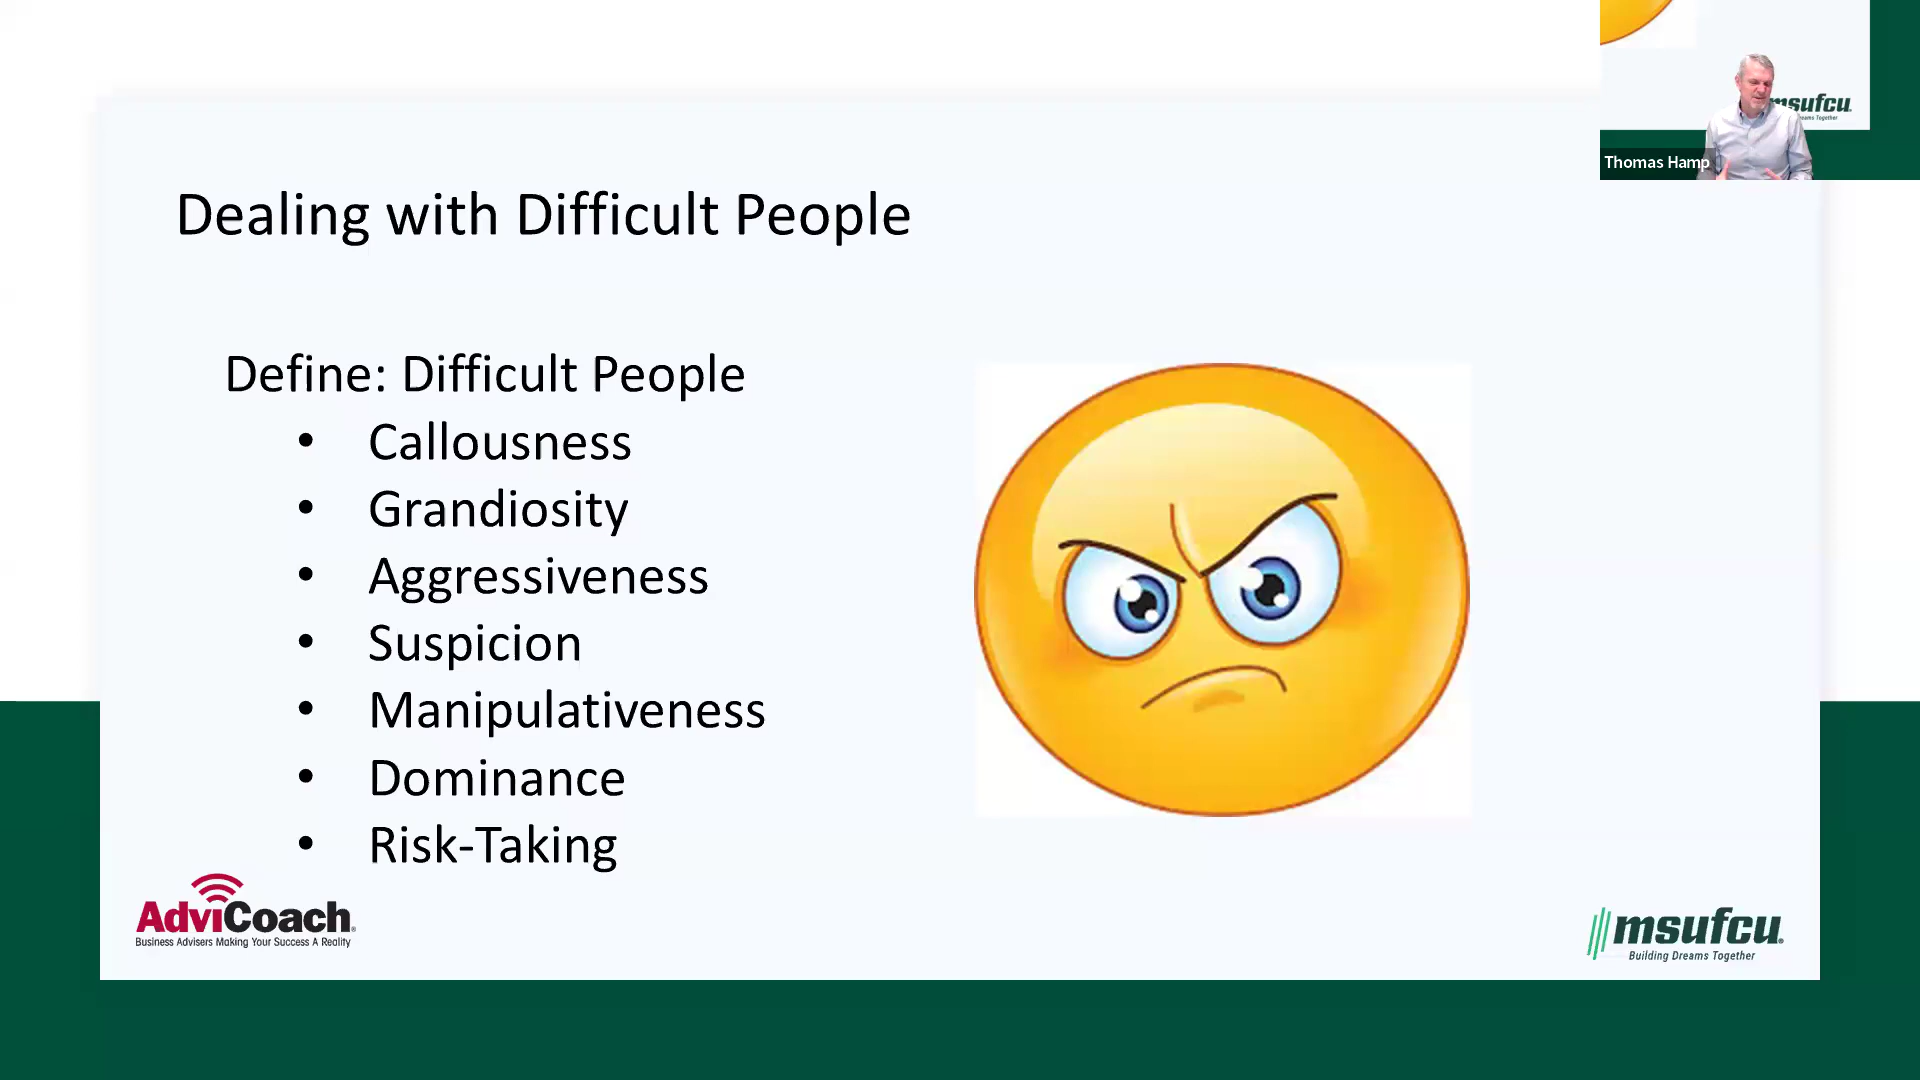 msufcu
Thomas Hamp
Dealing with Difficult People
Define: Difficult People
• Callousness
• Grandiosity
• Aggressiveness
• Suspicion
• Manipulativeness
• Dominance
• Risk-Taking
AdviCoach®
Business Advisers Making Your Success A Reality
msufcu®
Building Dreams Together